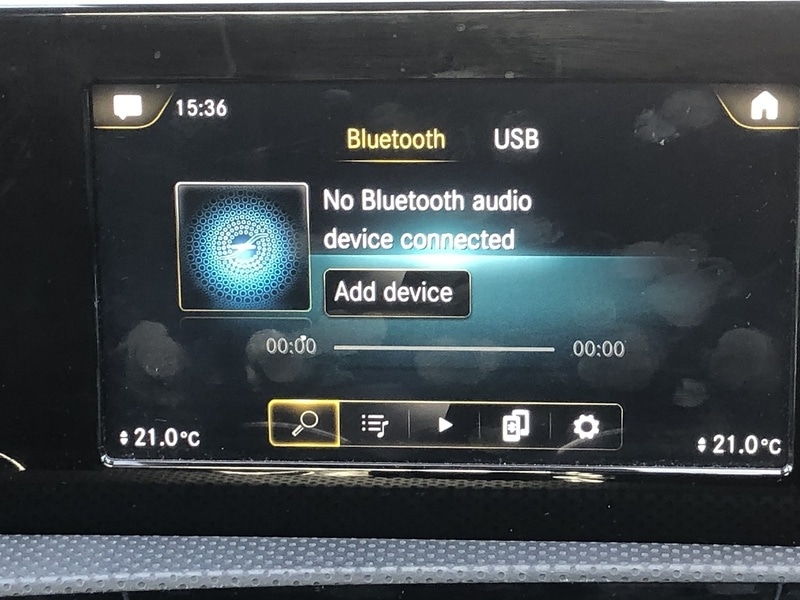 15:36
Bluetooth USB
No Bluetooth audio
device connected
Add device
00:00 00:00
21.0°C 21.0°C